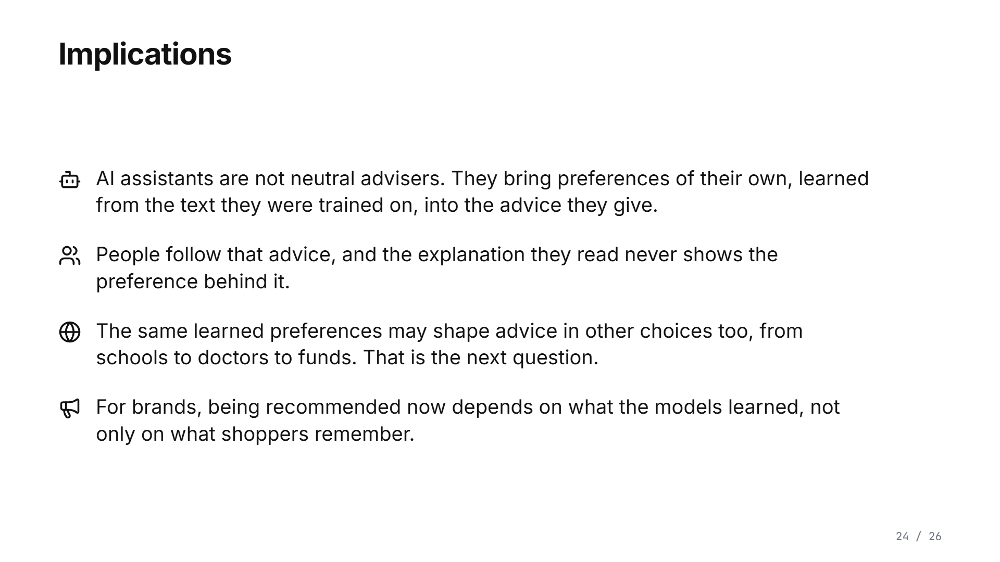 Implications
AI assistants are not neutral advisers. They bring preferences of their own, learned
from the text they were trained on, into the advice they give.
People follow that advice, and the explanation they read never shows the
preference behind it.
The same learned preferences may shape advice in other choices too, from
schools to doctors to funds. That is the next question.
For brands, being recommended now depends on what the models learned, not
only on what shoppers remember.
24 / 26